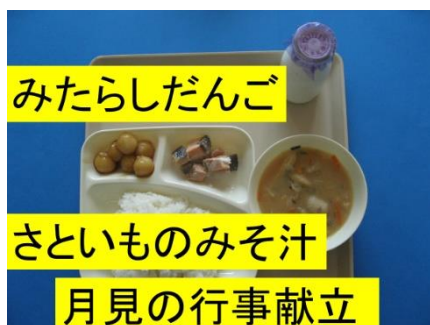 みたらしだんご
さといものみそ汁
月見の行事献立